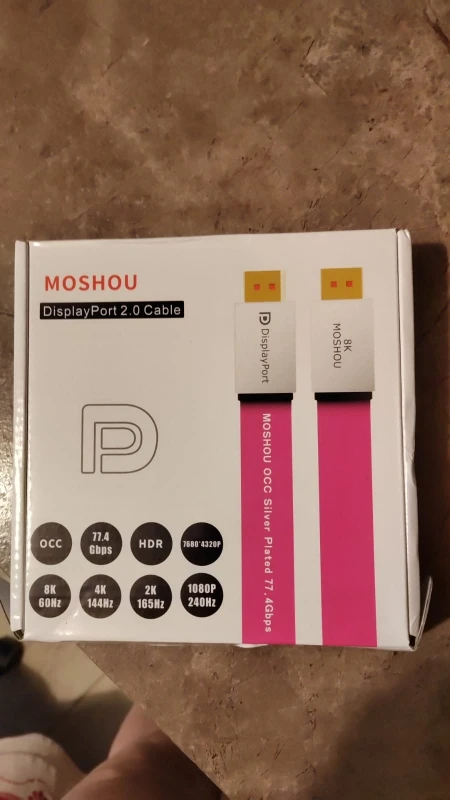 MOSHOU
DisplayPort 2.0 Cable
DisplayPort
8K
MOSHOU
MOSHOU OCC Silver Plated 77.4Gbps
OCC
77.4
Gbps
HDR
7680*4320P
8K
60Hz
4K
144Hz
2K
165Hz
1080P
240Hz